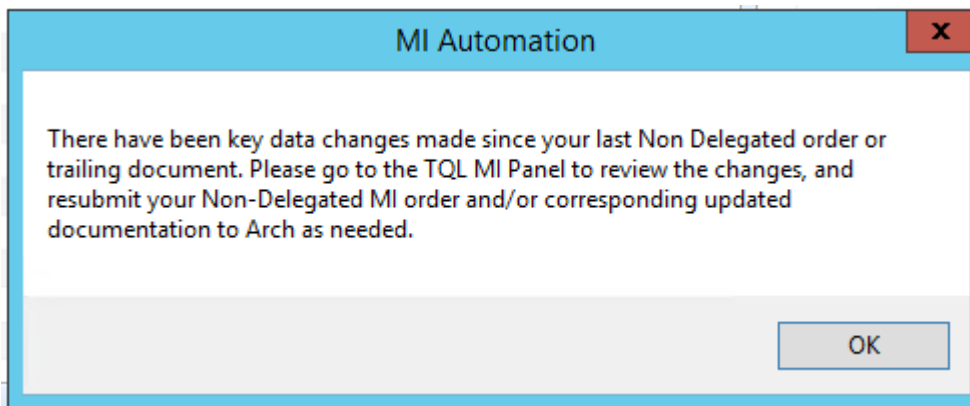 MI Automation
x
There have been key data changes made since your last Non Delegated order or
trailing document. Please go to the TQL MI Panel to review the changes, and
resubmit your Non-Delegated MI order and/or corresponding updated
documentation to Arch as needed.
OK